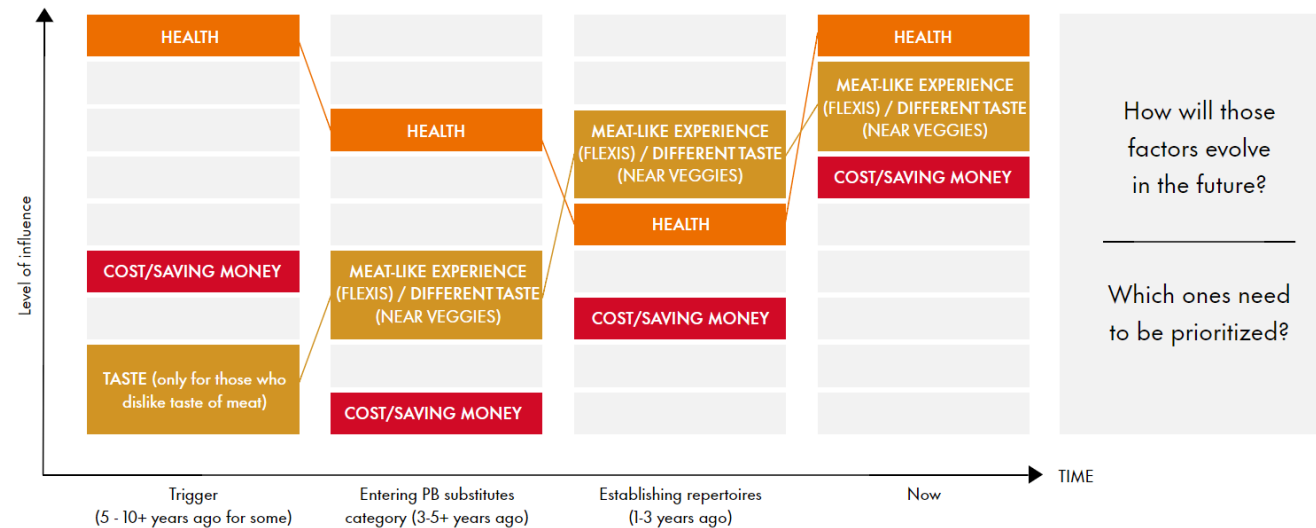 Level of influence
HEALTH
COST/SAVING MONEY
TASTE (only for those who
dislike taste of meat)
HEALTH
MEAT-LIKE EXPERIENCE
(FLEXIS) / DIFFERENT TASTE
(NEAR VEGGIES)
COST/SAVING MONEY
MEAT-LIKE EXPERIENCE
(FLEXIS) / DIFFERENT TASTE
(NEAR VEGGIES)
HEALTH
COST/SAVING MONEY
HEALTH
MEAT-LIKE EXPERIENCE
(FLEXIS) / DIFFERENT TASTE
(NEAR VEGGIES)
COST/SAVING MONEY
How will those
factors evolve
in the future?
Which ones need
to be prioritized?
TIME
Trigger
(5 - 10+ years ago for some)
Entering PB substitutes
category (3-5+ years ago)
Establishing repertoires
(1-3 years ago)
Now